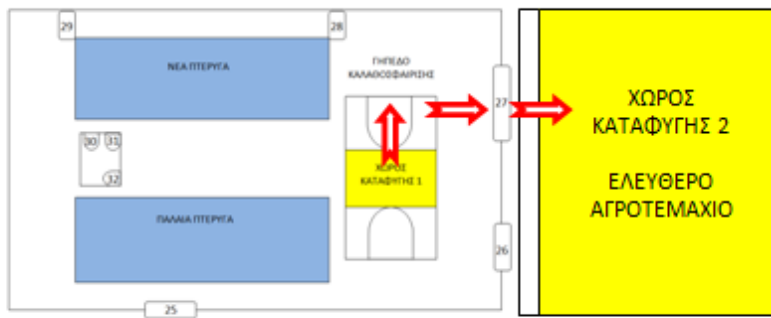 29
28
ΝΕΑ ΠΤΕΡΥΓΑ
ΓΗΠΕΔΟ
ΚΑΛΑΘΟΣΦΑΙΡΙΣΗΣ
27
ΧΩΡΟΣ
ΚΑΤΑΦΥΓΗΣ 2
ΕΛΕΥΘΕΡΟ
ΑΓΡΟΤΕΜΑΧΙΟ
30
31
32
ΧΩΡΟΣ
ΚΑΤΑΦΥΓΗΣ 1
ΠΑΛΑΙΑ ΠΤΕΡΥΓΑ
26
25